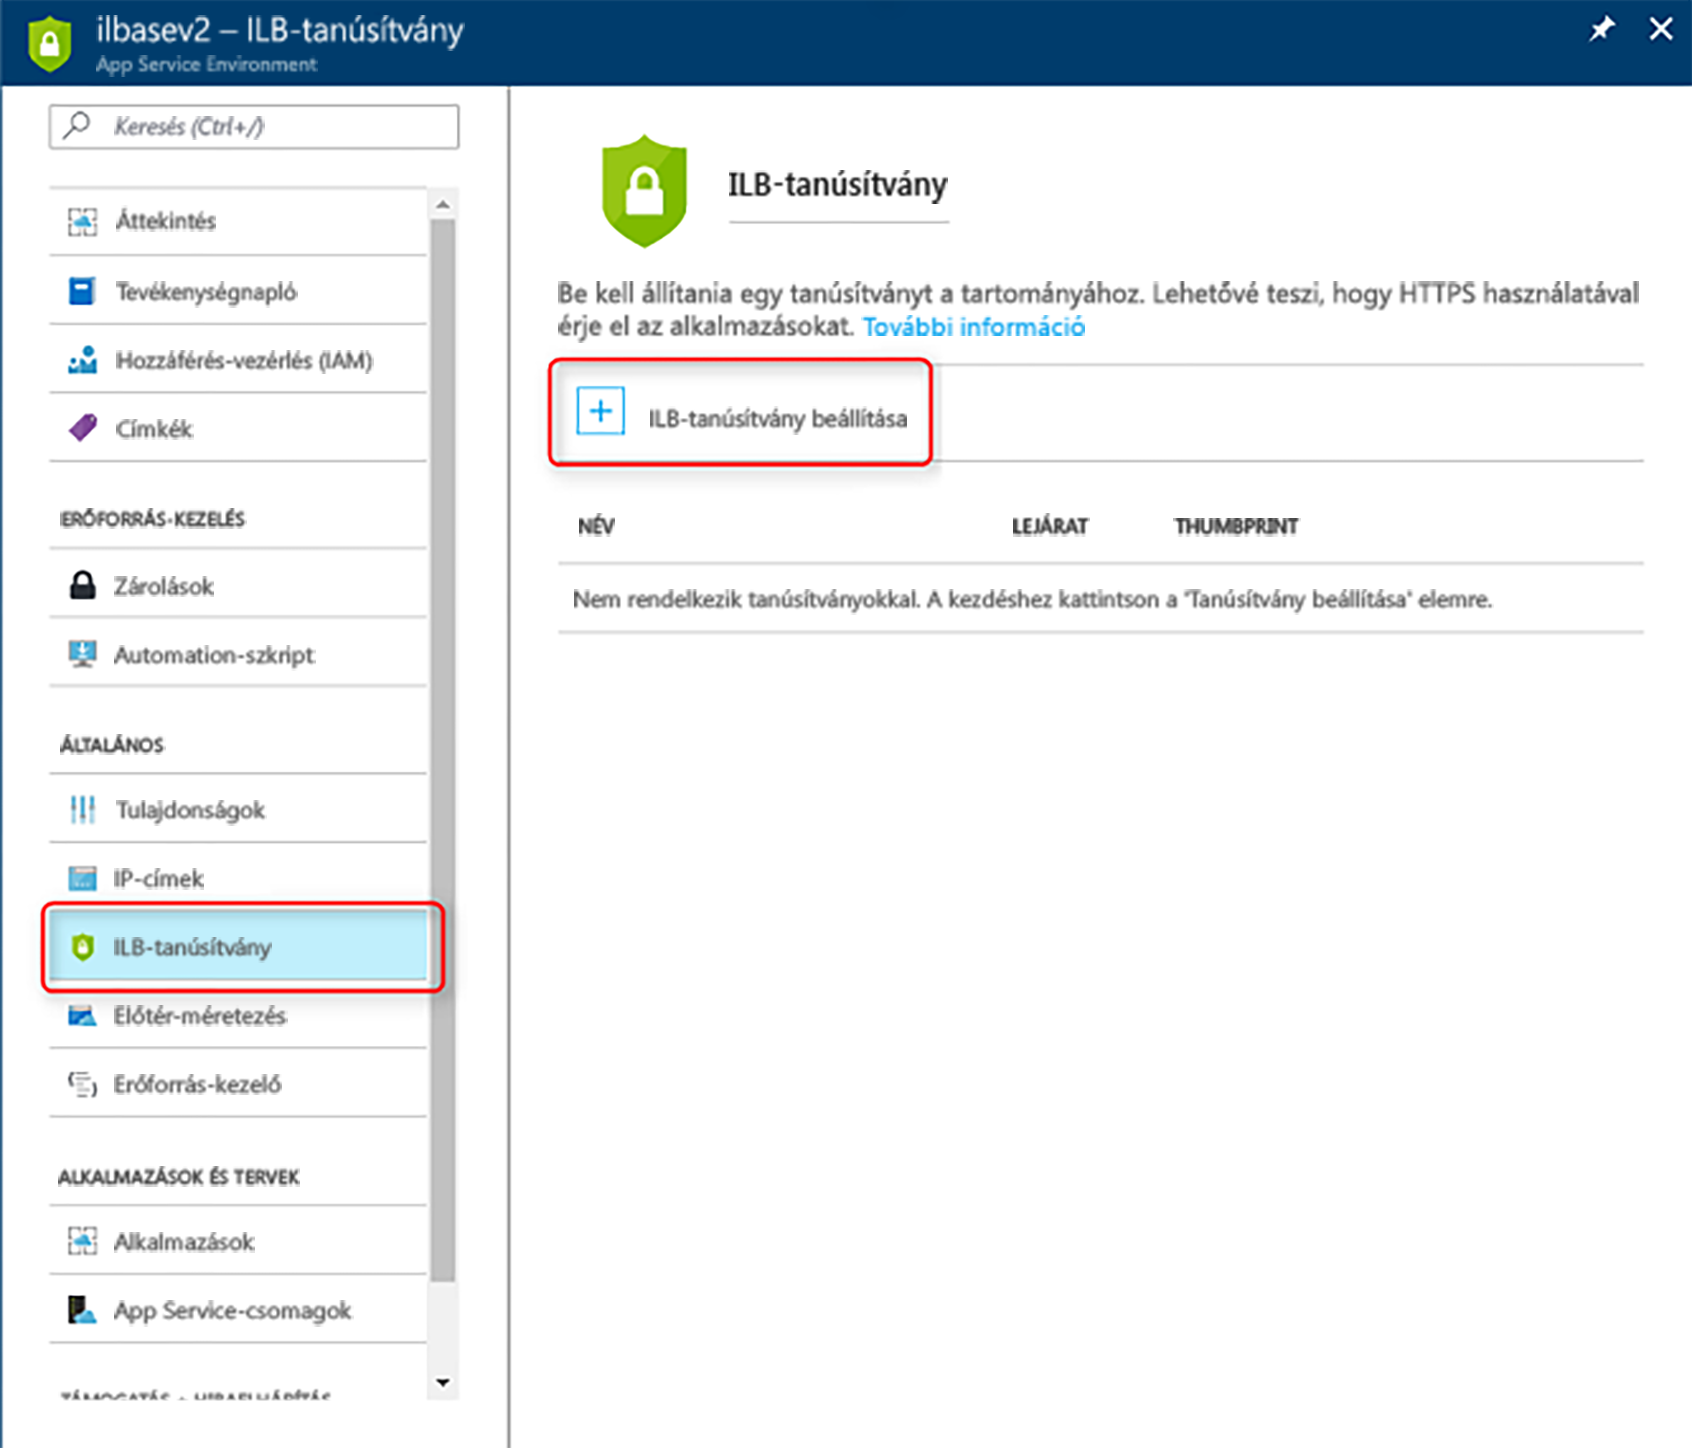 ilbasev2 – ILB-tanúsítvány
App Service Environment
Keresés (Ctrl+/)
Áttekintés
Tevékenységnapló
Hozzáférés-vezérlés (IAM)
Címkék
ERŐFORRÁS-KEZELÉS
Zárolások
Automation-szkript
ÁLTALÁNOS
Tulajdonságok
IP-címek
ILB-tanúsítvány
Előtér-méretezés
Erőforrás-kezelő
ALKALMAZÁSOK ÉS TERVEK
Alkalmazások
App Service-csomagok
ILB-tanúsítvány
Be kell állítania egy tanúsítványt a tartományához. Lehetővé teszi, hogy HTTPS használatával
érje el az alkalmazásokat. További információ
ILB-tanúsítvány beállítása
NÉV LEJÁRAT THUMBPRINT
Nem rendelkezik tanúsítványokkal. A kezdéshez kattintson a 'Tanúsítvány beállítása' elemre.